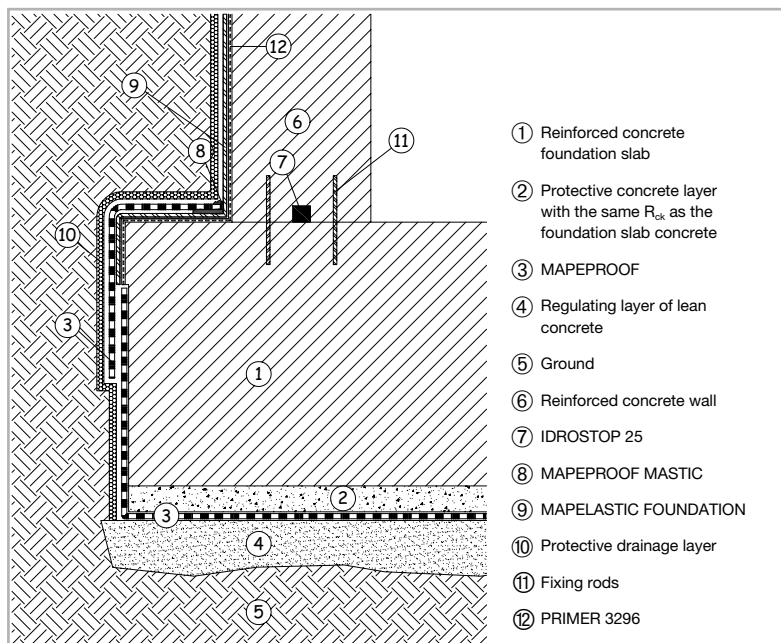 12
9
6
11
8
7
10
3
1
2
3
4
5
① Reinforced concrete
foundation slab
② Protective concrete layer
with the same Rck as the
foundation slab concrete
③ MAPEPROOF
④ Regulating layer of lean
concrete
⑤ Ground
⑥ Reinforced concrete wall
⑦ IDROSTOP 25
⑧ MAPEPROOF MASTIC
⑨ MAPELASTIC FOUNDATION
⑩ Protective drainage layer
⑪ Fixing rods
⑫ PRIMER 3296